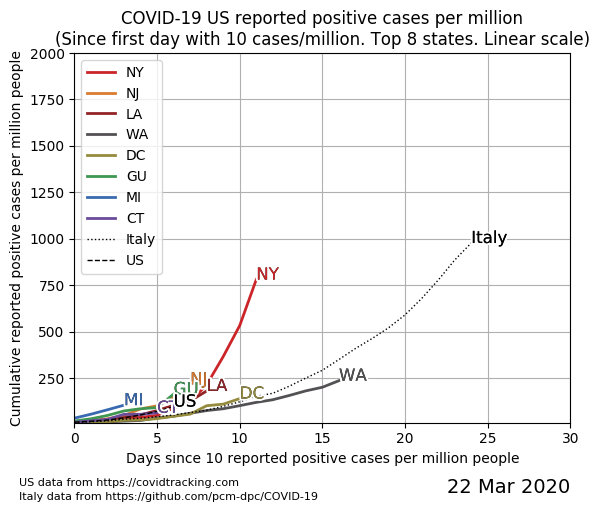 COVID-19 US reported positive cases per million
(Since first day with 10 cases/million. Top 8 states. Linear scale)
Cumulative reported positive cases per million people
2000
1750
1500
1250
1000
750
500
250
NY
NJ
LA
WA
DC
GU
MI
CT
Italy
US
Italy
NY
WA
NJ
GU
LA
DC
MI
CT
US
0 5 10 15 20 25 30
Days since 10 reported positive cases per million people
US data from https://covidtracking.com
Italy data from https://github.com/pcm-dpc/COVID-19
22 Mar 2020